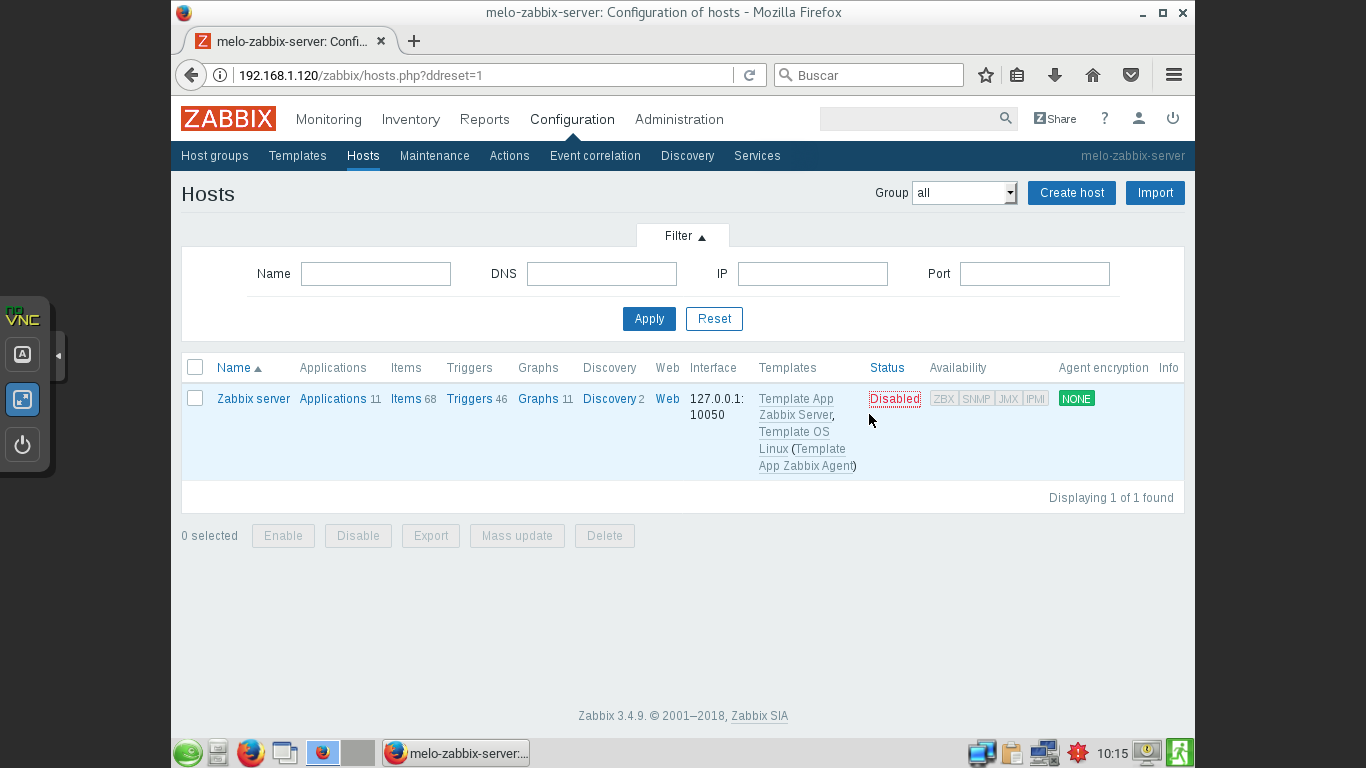 melo-zabbix-server: Configuration of hosts - Mozilla Firefox
Z melo-zabbix-server: Confi...
192.168.1.120/zabbix/hosts.php?ddreset=1 Buscar
ZABBIX Monitoring Inventory Reports Configuration Administration Z Share ?
Host groups Templates Hosts Maintenance Actions Event correlation Discovery Services melo-zabbix-server
Hosts Group all Create host Import
Filter
Name DNS IP Port
Apply Reset
no
VNC
A
Name Applications Items Triggers Graphs Discovery Web Interface Templates Status Availability Agent encryption Info
Zabbix server Applications 11 Items 68 Triggers 46 Graphs 11 Discovery 2 Web 127.0.0.1: Template App Disabled ZBX SNMP JMX IPMI NONE
10050 Zabbix Server,
Template OS
Linux (Template
App Zabbix Agent)
Displaying 1 of 1 found
0 selected Enable Disable Export Mass update Delete
Zabbix 3.4.9. © 2001–2018, Zabbix SIA
melo-zabbix-server:... 10:15